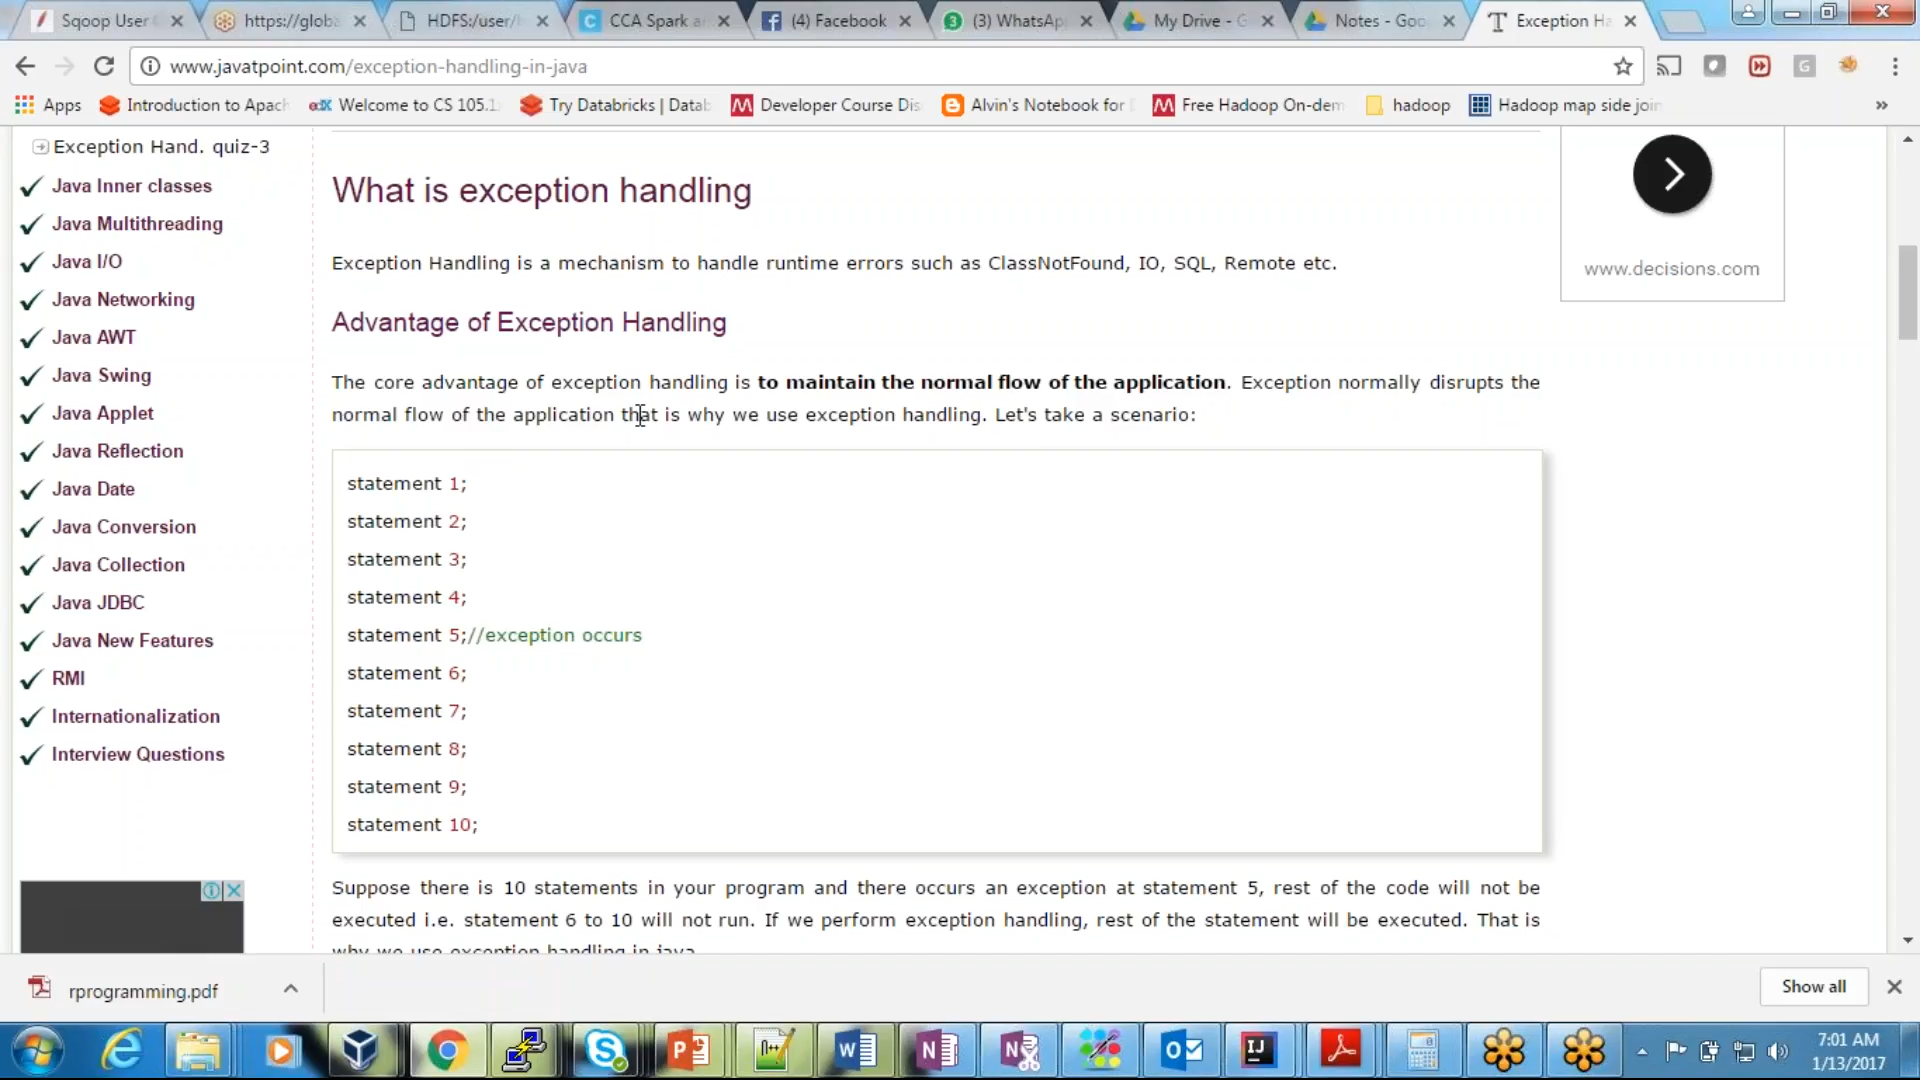 Sqoop User
https://globa
HDFS:/user/
CCA Spark a
(4) Facebook
(3) WhatsAp
My Drive - G
Notes - Goo
Exception Ha
www.javatpoint.com/exception-handling-in-java
Apps
Introduction to Apach
Welcome to CS 105.1
Try Databricks | Datab
Developer Course Dis
Alvin's Notebook for
Free Hadoop On-dem
hadoop
Hadoop map side join
Exception Hand. quiz-3
Java Inner classes
Java Multithreading
Java I/O
Java Networking
Java AWT
Java Swing
Java Applet
Java Reflection
Java Date
Java Conversion
Java Collection
Java JDBC
Java New Features
RMI
Internationalization
Interview Questions
What is exception handling
Exception Handling is a mechanism to handle runtime errors such as ClassNotFound, IO, SQL, Remote etc.
Advantage of Exception Handling
The core advantage of exception handling is to maintain the normal flow of the application. Exception normally disrupts the
normal flow of the application that is why we use exception handling. Let's take a scenario:
statement 1;
statement 2;
statement 3;
statement 4;
statement 5;//exception occurs
statement 6;
statement 7;
statement 8;
statement 9;
statement 10;
Suppose there is 10 statements in your program and there occurs an exception at statement 5, rest of the code will not be
executed i.e. statement 6 to 10 will not run. If we perform exception handling, rest of the statement will be executed. That is
why we use exception handling in java.
www.decisions.com
rprogramming.pdf
Show all
7:01 AM
1/13/2017